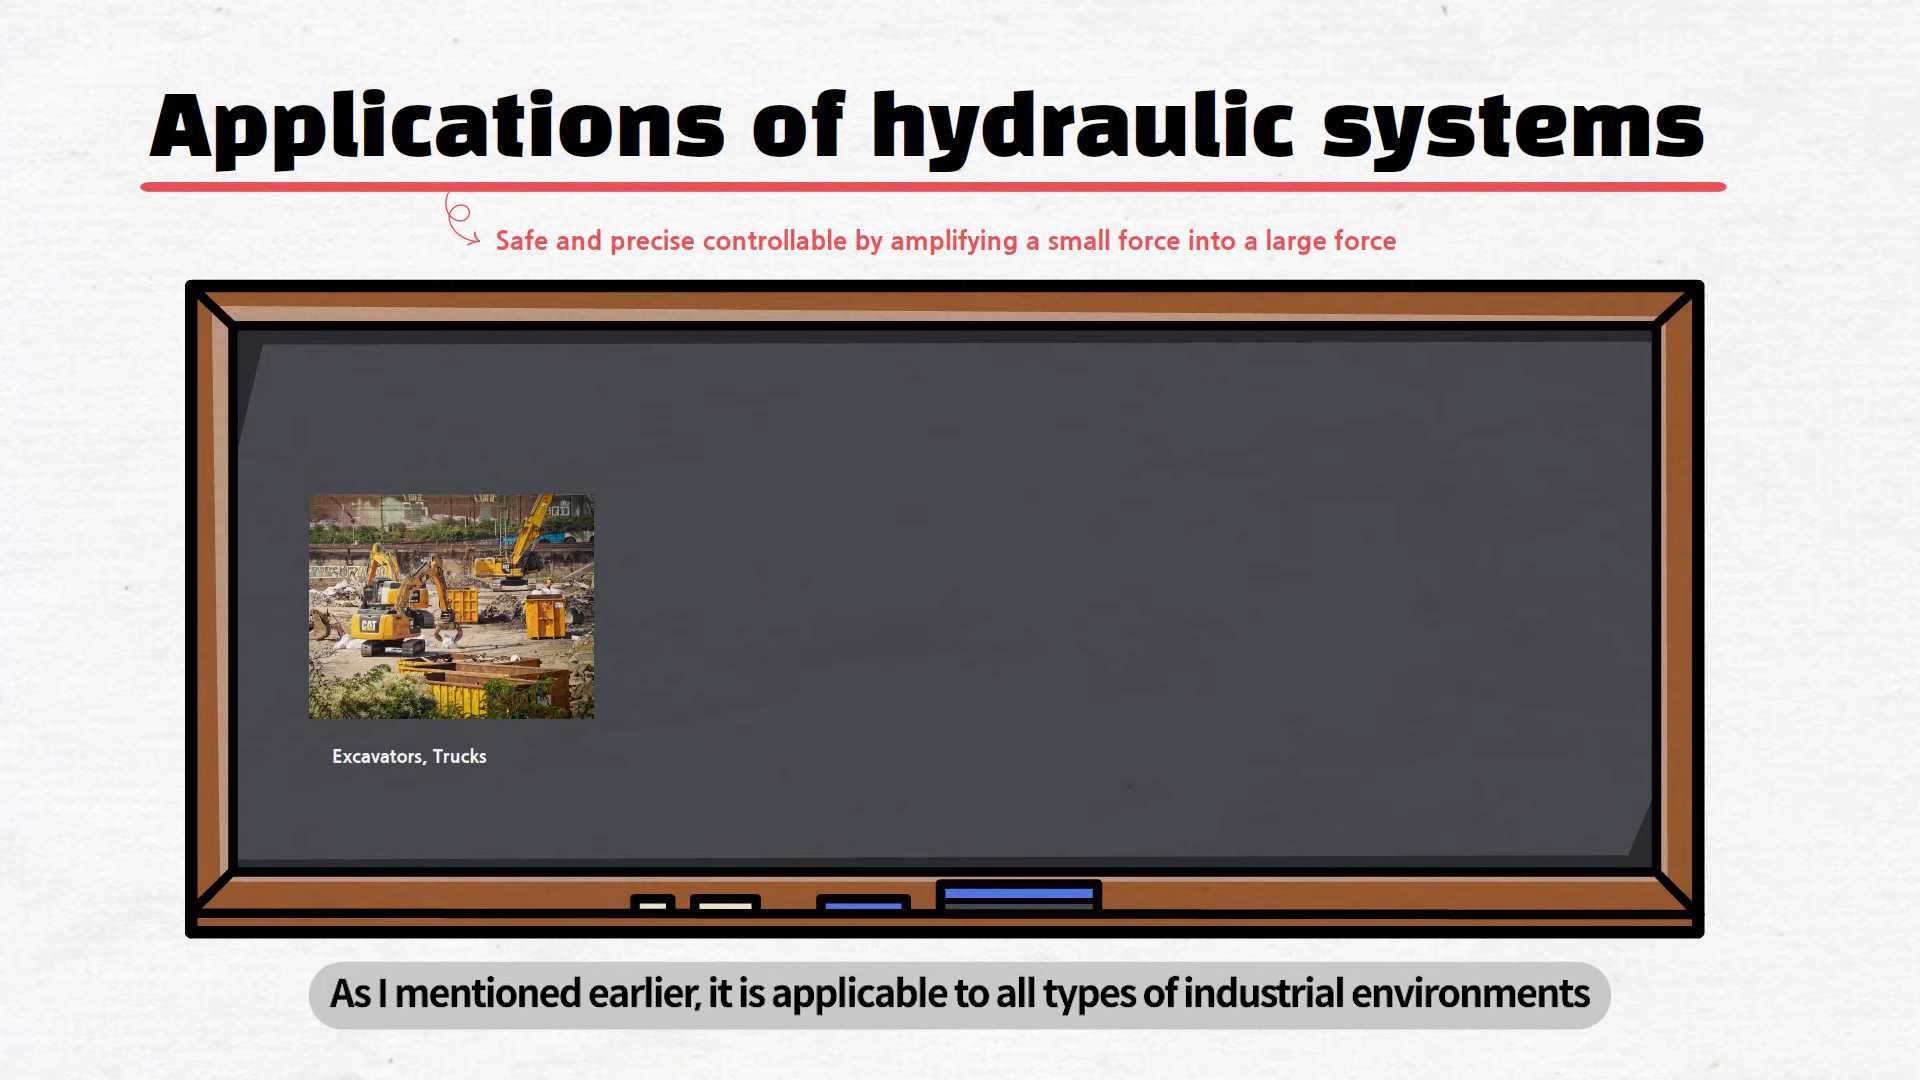 Applications of hydraulic systems
Safe and precise controllable by amplifying a small force into a large force
CAT
Excavators, Trucks
As I mentioned earlier, it is applicable to all types of industrial environments